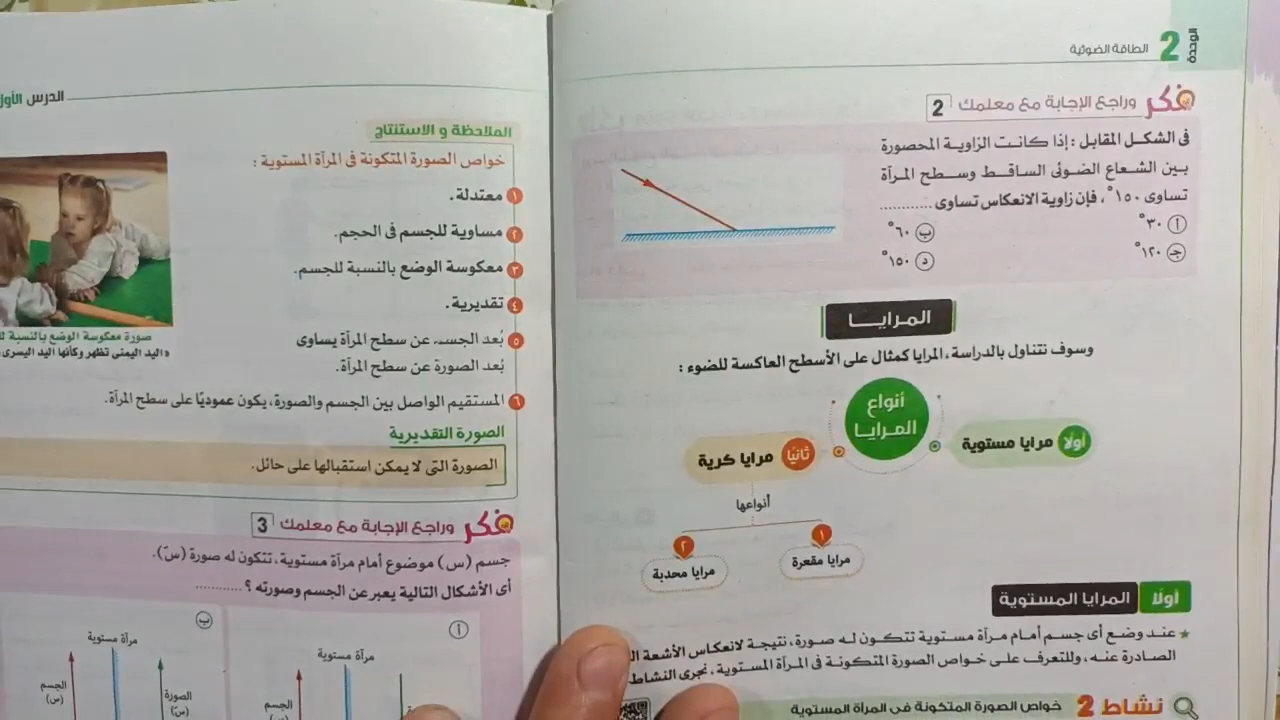 الوحدة
2
الطاقة الضوئية
فكر وراجع الإجابة مع معلمك 2
فى الشكل المقابل : إذا كانت الزاوية المحصورة
بين الشعاع الضوئى الساقط وسطح المرآة
تساوى ١٥٠°، فإن زاوية الانعكاس تساوى ...........
أ ٣٠°
ب ٦٠°
جـ ١٢٠°
د ١٥٠°
المرايـــا
وسوف نتناول بالدراسة، المرايا كمثال على الأسطح العاكسة للضوء :
أنواع
المرايـا
أولًا مرايا مستوية
ثانيًا مرايا كرية
أنواعها
١
مرايا مقعرة
٢
مرايا محدبة
أولًا المرايا المستوية
★ عند وضع أى جسم أمام مرآة مستوية تتكون لـه صورة، نتيجة لانعكاس الأشعة
الصادرة عنه، وللتعرف على خواص الصورة المتكونة فى المرآة المستوية، نجرى النشاط
نشاط 2 خواص الصورة المتكونة فى المرآة المستوية
الدرس الأول
الملاحظة و الاستنتاج
خواص الصورة المتكونة فى المرآة المستوية :
١ معتدلة.
٢ مساوية للجسم فى الحجم.
٣ معكوسة الوضع بالنسبة للجسم.
٤ تقديرية.
٥ بُعد الجسم عن سطح المرآة يساوى
بُعد الصورة عن سطح المرآة.
٦ المستقيم الواصل بين الجسم والصورة، يكون عموديًا على سطح المرآة.
صورة معكوسة الوضع بالنسبة
«اليد اليمنى تظهر وكأنها اليد اليسرى
الصورة التقديرية
الصورة التى لا يمكن استقبالها على حائل.
فكر وراجع الإجابة مع معلمك 3
جسم (س) موضوع أمام مرآة مستوية، تتكون له صورة (سَ).
أى الأشكال التالية يعبر عن الجسم وصورته ؟ ...........
أ
مرآة مستوية
الجسم
(س)
ب
مرآة مستوية
الصورة
(سَ)
الجسم
(س)